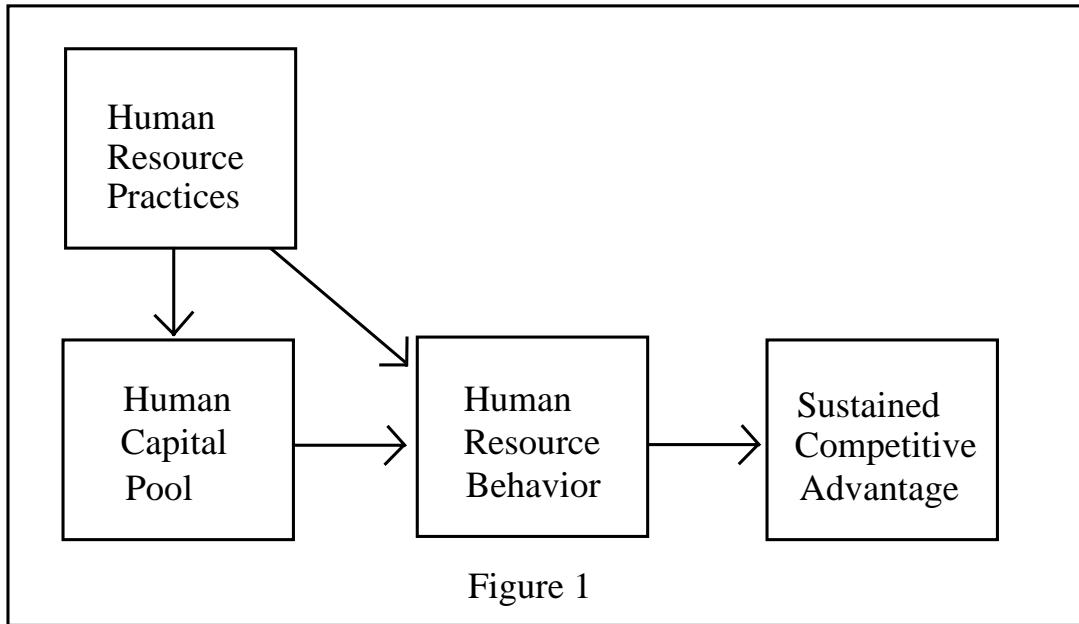 Human
Resource
Practices
Human
Capital
Pool
Human
Resource
Behavior
Sustained
Competitive
Advantage
Figure 1